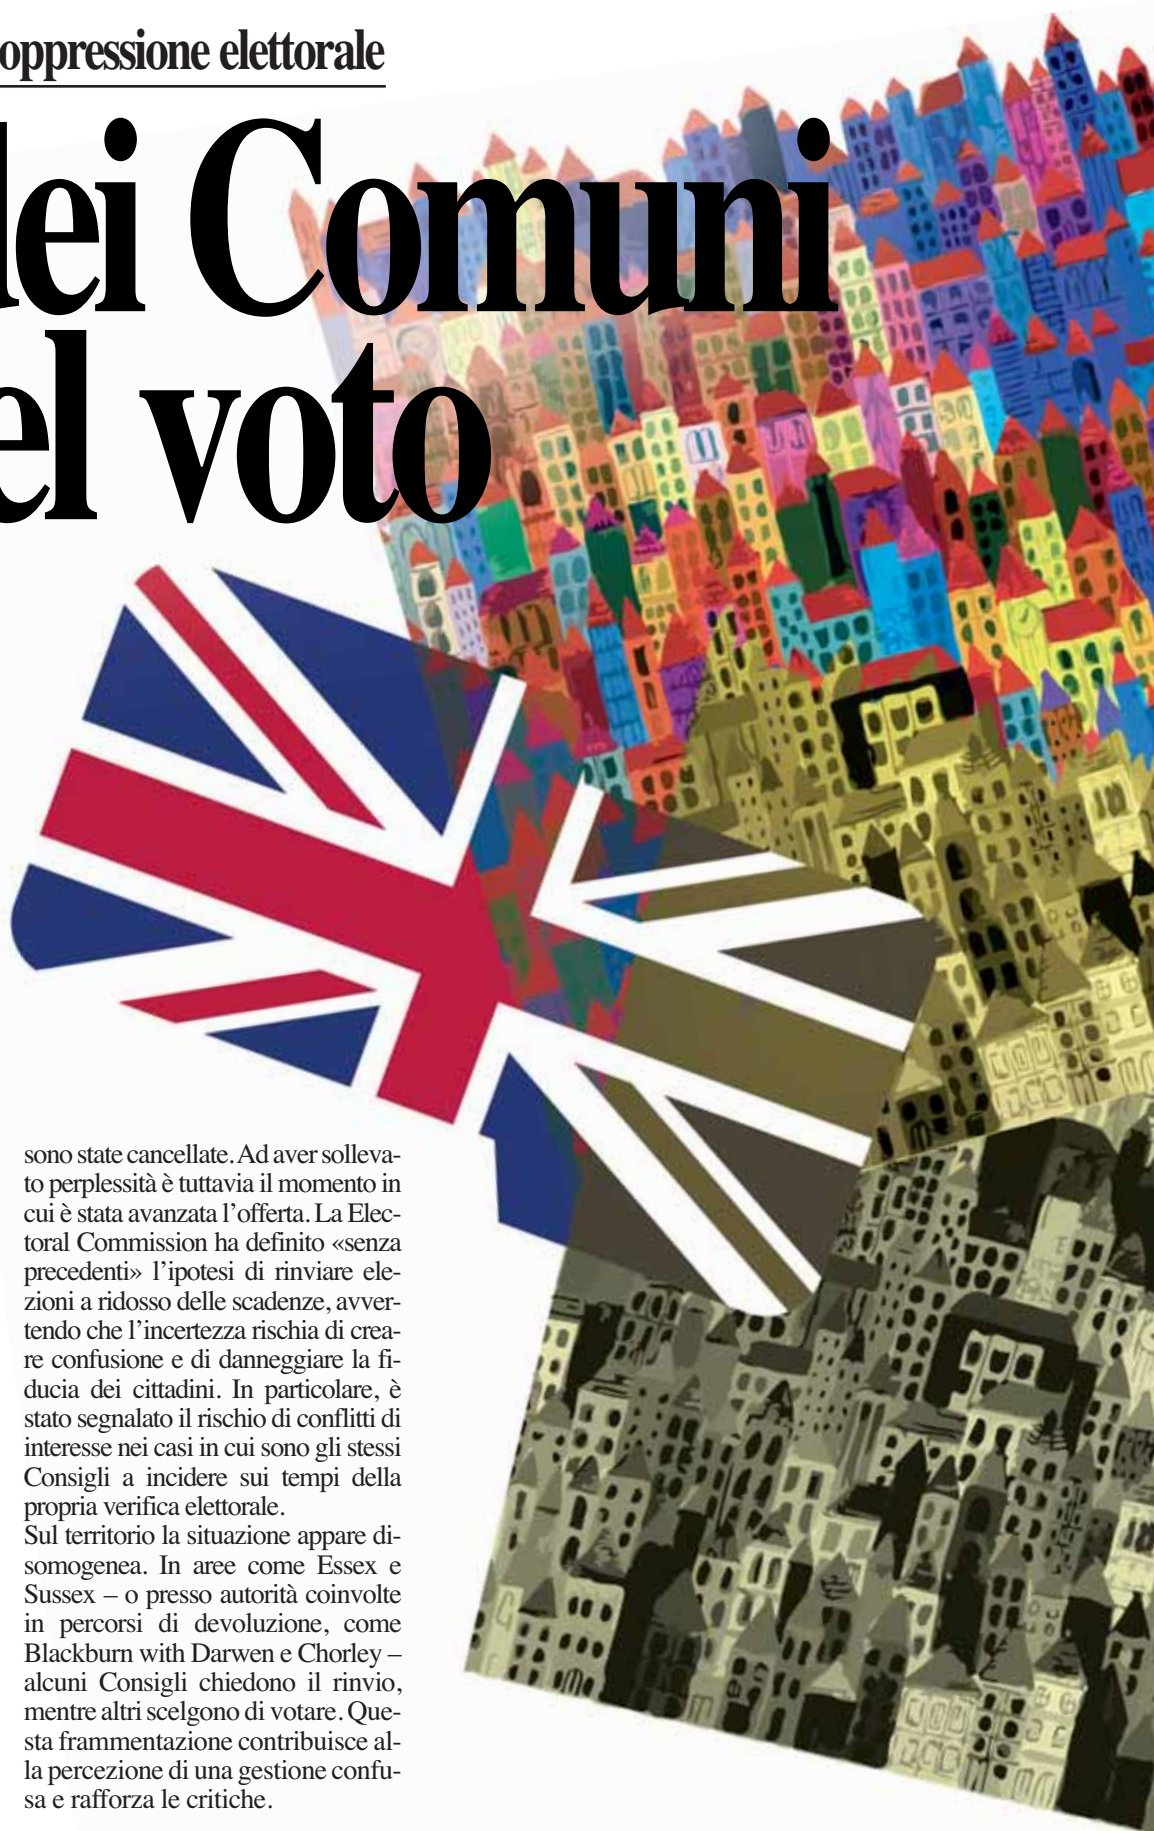 oppressione elettorale
dei Comuni
el voto
sono state cancellate. Ad aver solleva-
to perplessità è tuttavia il momento in
cui è stata avanzata l’offerta. La Elec-
toral Commission ha definito «senza
precedenti» l’ipotesi di rinviare ele-
zioni a ridosso delle scadenze, avver-
tendo che l’incertezza rischia di crea-
re confusione e di danneggiare la fi-
ducia dei cittadini. In particolare, è
stato segnalato il rischio di conflitti di
interesse nei casi in cui sono gli stessi
Consigli a incidere sui tempi della
propria verifica elettorale.
Sul territorio la situazione appare di-
somogenea. In aree come Essex e
Sussex – o presso autorità coinvolte
in percorsi di devoluzione, come
Blackburn with Darwen e Chorley –
alcuni Consigli chiedono il rinvio,
mentre altri scelgono di votare. Que-
sta frammentazione contribuisce al-
la percezione di una gestione confu-
sa e rafforza le critiche.